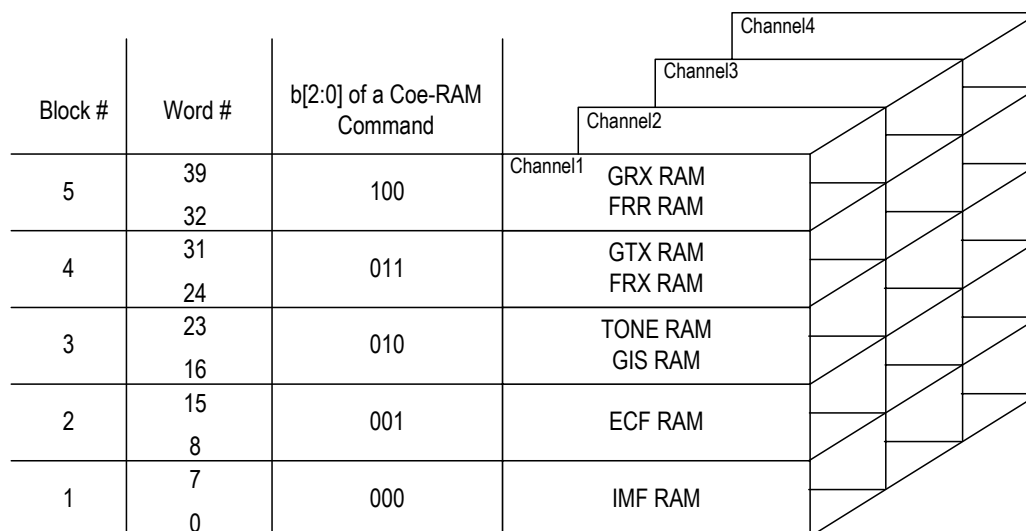 Channel4
Channel3
Channel2
Block #
Word #
b[2:0] of a Coe-RAM
Command
Channel1
5
39
32
100
GRX RAM
FRR RAM
4
31
24
011
GTX RAM
FRX RAM
3
23
16
010
TONE RAM
GIS RAM
2
15
8
001
ECF RAM
1
7
0
000
IMF RAM